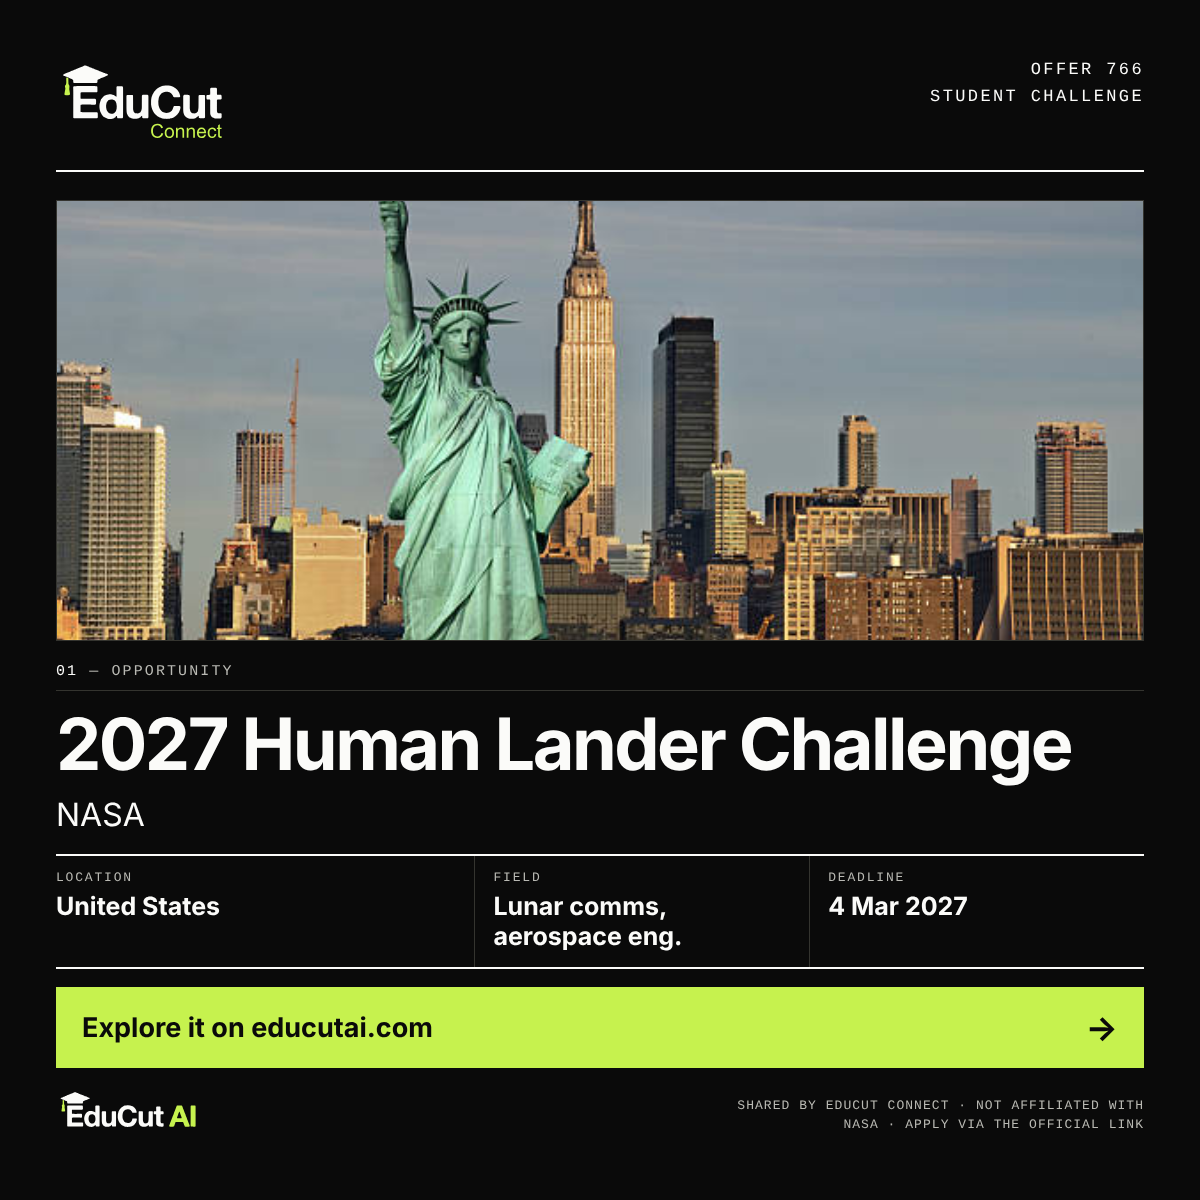 EduCut
Connect
OFFER 766
STUDENT CHALLENGE
01 — OPPORTUNITY
2027 Human Lander Challenge
NASA
LOCATION
United States
FIELD
Lunar comms,
aerospace eng.
DEADLINE
4 Mar 2027
Explore it on educutai.com →
EduCut AI
SHARED BY EDUCUT CONNECT · NOT AFFILIATED WITH
NASA · APPLY VIA THE OFFICIAL LINK